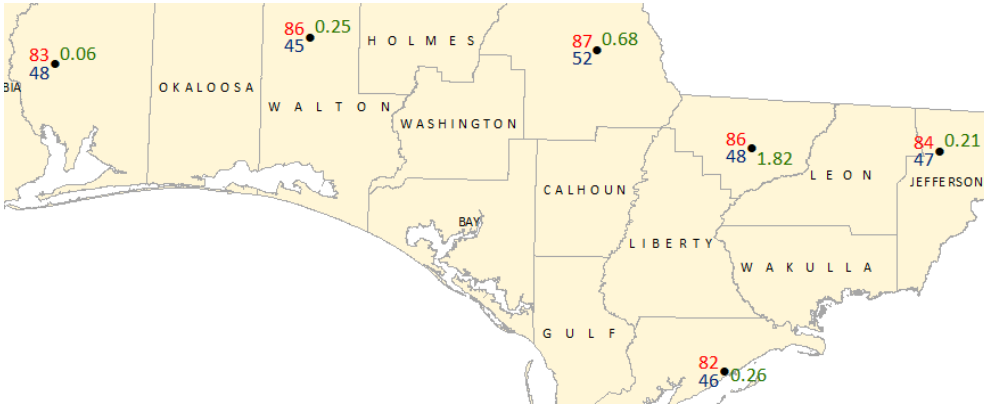 86 0.25
45
HOLMES
87 0.68
52
83 0.06
48
BIA
OKALOOSA
WALTON
WASHINGTON
86
48 1.82
84 0.21
47
LEON
JEFFERSON
CALHOUN
BAY
LIBERTY
WAKULLA
GULF
82
46 0.26